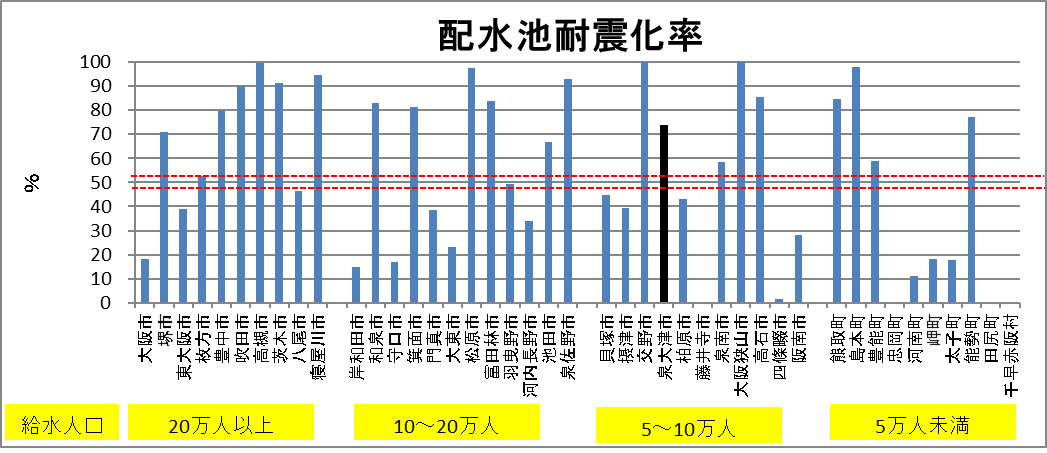 配水池耐震化率
%
100
90
80
70
60
50
40
30
20
10
0
大阪市
堺市
東大阪市
枚方市
豊中市
吹田市
高槻市
茨木市
八尾市
寝屋川市
岸和田市
和泉市
守口市
箕面市
門真市
大東市
松原市
富田林市
羽曳野市
河内長野市
池田市
泉佐野市
貝塚市
摂津市
交野市
泉大津市
柏原市
藤井寺市
泉南市
大阪狭山市
高石市
四條畷市
阪南市
熊取町
島本町
豊能町
忠岡町
河南町
岬町
太子町
能勢町
田尻町
千早赤阪村
給水人口
20万人以上
10～20万人
5～10万人
5万人未満